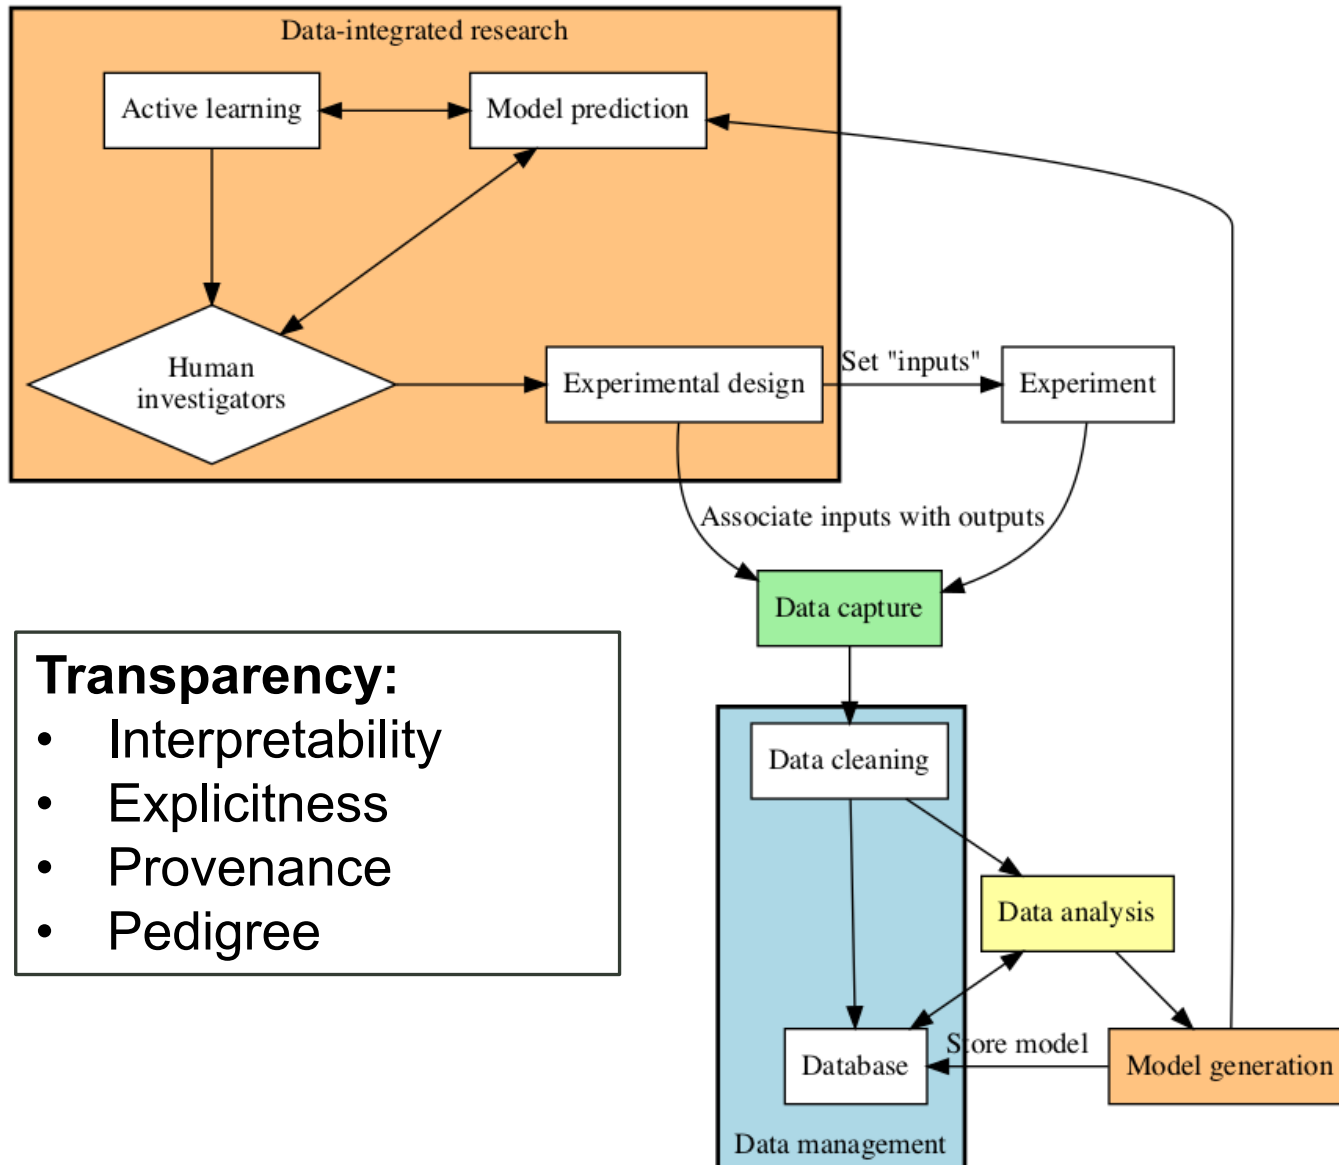 Data-integrated research
Active learning
Model prediction
Human
investigators
Experimental design
Set "inputs"
Experiment
Associate inputs with outputs
Data capture
Transparency:
• Interpretability
• Explicitness
• Provenance
• Pedigree
Data cleaning
Data analysis
Database
Store model
Model generation
Data management